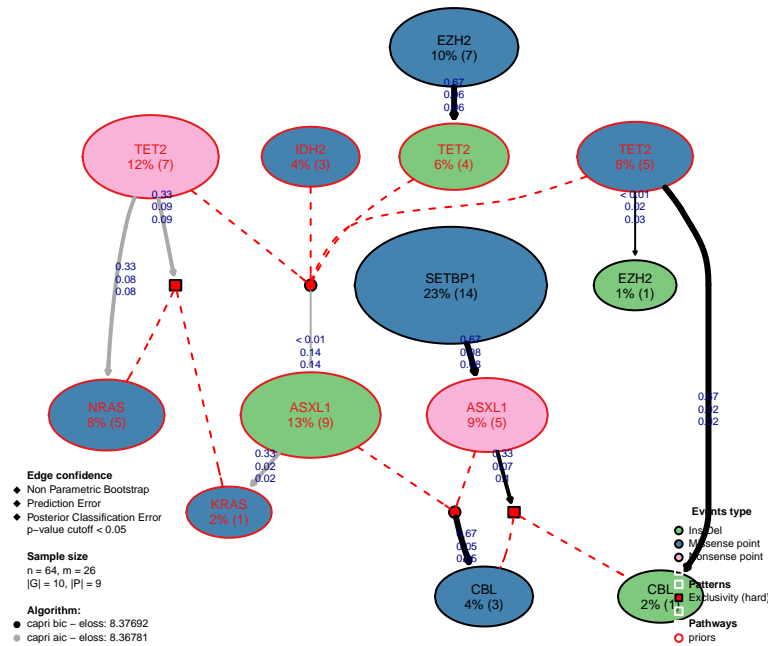 EZH2
10% (7)
0.67
0.06
0.06
TET2
12% (7)
IDH2
4% (3)
TET2
6% (4)
TET2
8% (5)
0.33
0.09
0.09
< 0.01
0.02
0.03
0.33
0.08
0.08
SETBP1
23% (14)
EZH2
1% (1)
< 0.01
0.14
0.14
0.67
0.08
0.08
NRAS
8% (5)
ASXL1
13% (9)
ASXL1
9% (5)
0.67
0.02
0.02
0.33
0.02
0.02
0.33
0.07
0.1
KRAS
2% (1)
0.67
0.05
CBL
4% (3)
CBL
2% (1)
Edge confidence
Non Parametric Bootstrap
Prediction Error
Posterior Classification Error
p−value cutoff < 0.05
Sample size
n = 64, m = 26
|G| = 10, |P| = 9
Algorithm:
capri bic − eloss: 8.37692
capri aic − eloss: 8.36781
Events type
Ins/Del
Missense point
Nonsense point
Patterns
Exclusivity (hard)
Pathways
priors